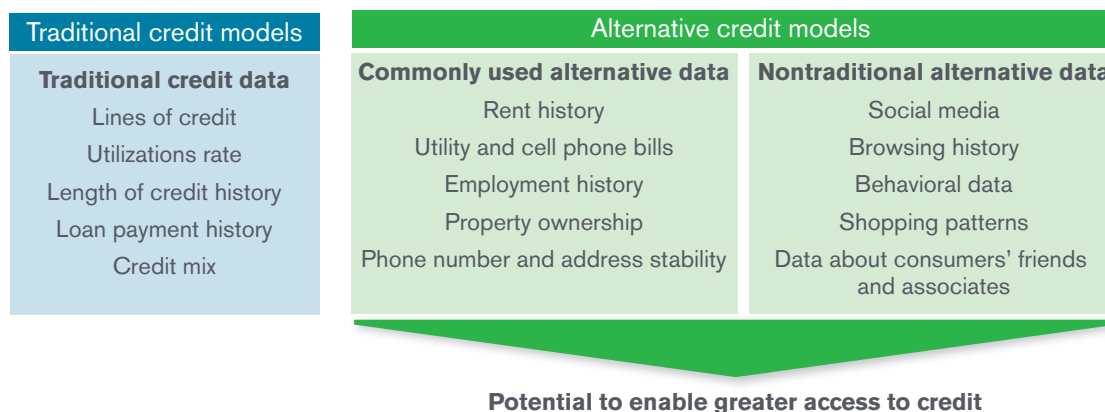 Traditional credit models
Traditional credit data
Lines of credit
Utilizations rate
Length of credit history
Loan payment history
Credit mix
Alternative credit models
Commonly used alternative data
Rent history
Utility and cell phone bills
Employment history
Property ownership
Phone number and address stability
Nontraditional alternative data
Social media
Browsing history
Behavioral data
Shopping patterns
Data about consumers’ friends
and associates
Potential to enable greater access to credit